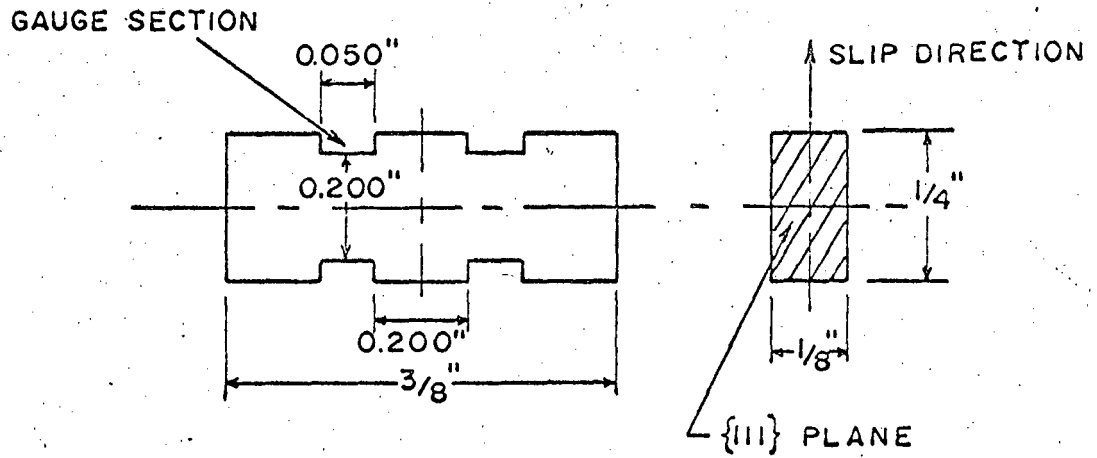 GAUGE SECTION
0.050"
SLIP DIRECTION
0.200"
1/4"
0.200"
1/8"
3/8"
{111} PLANE